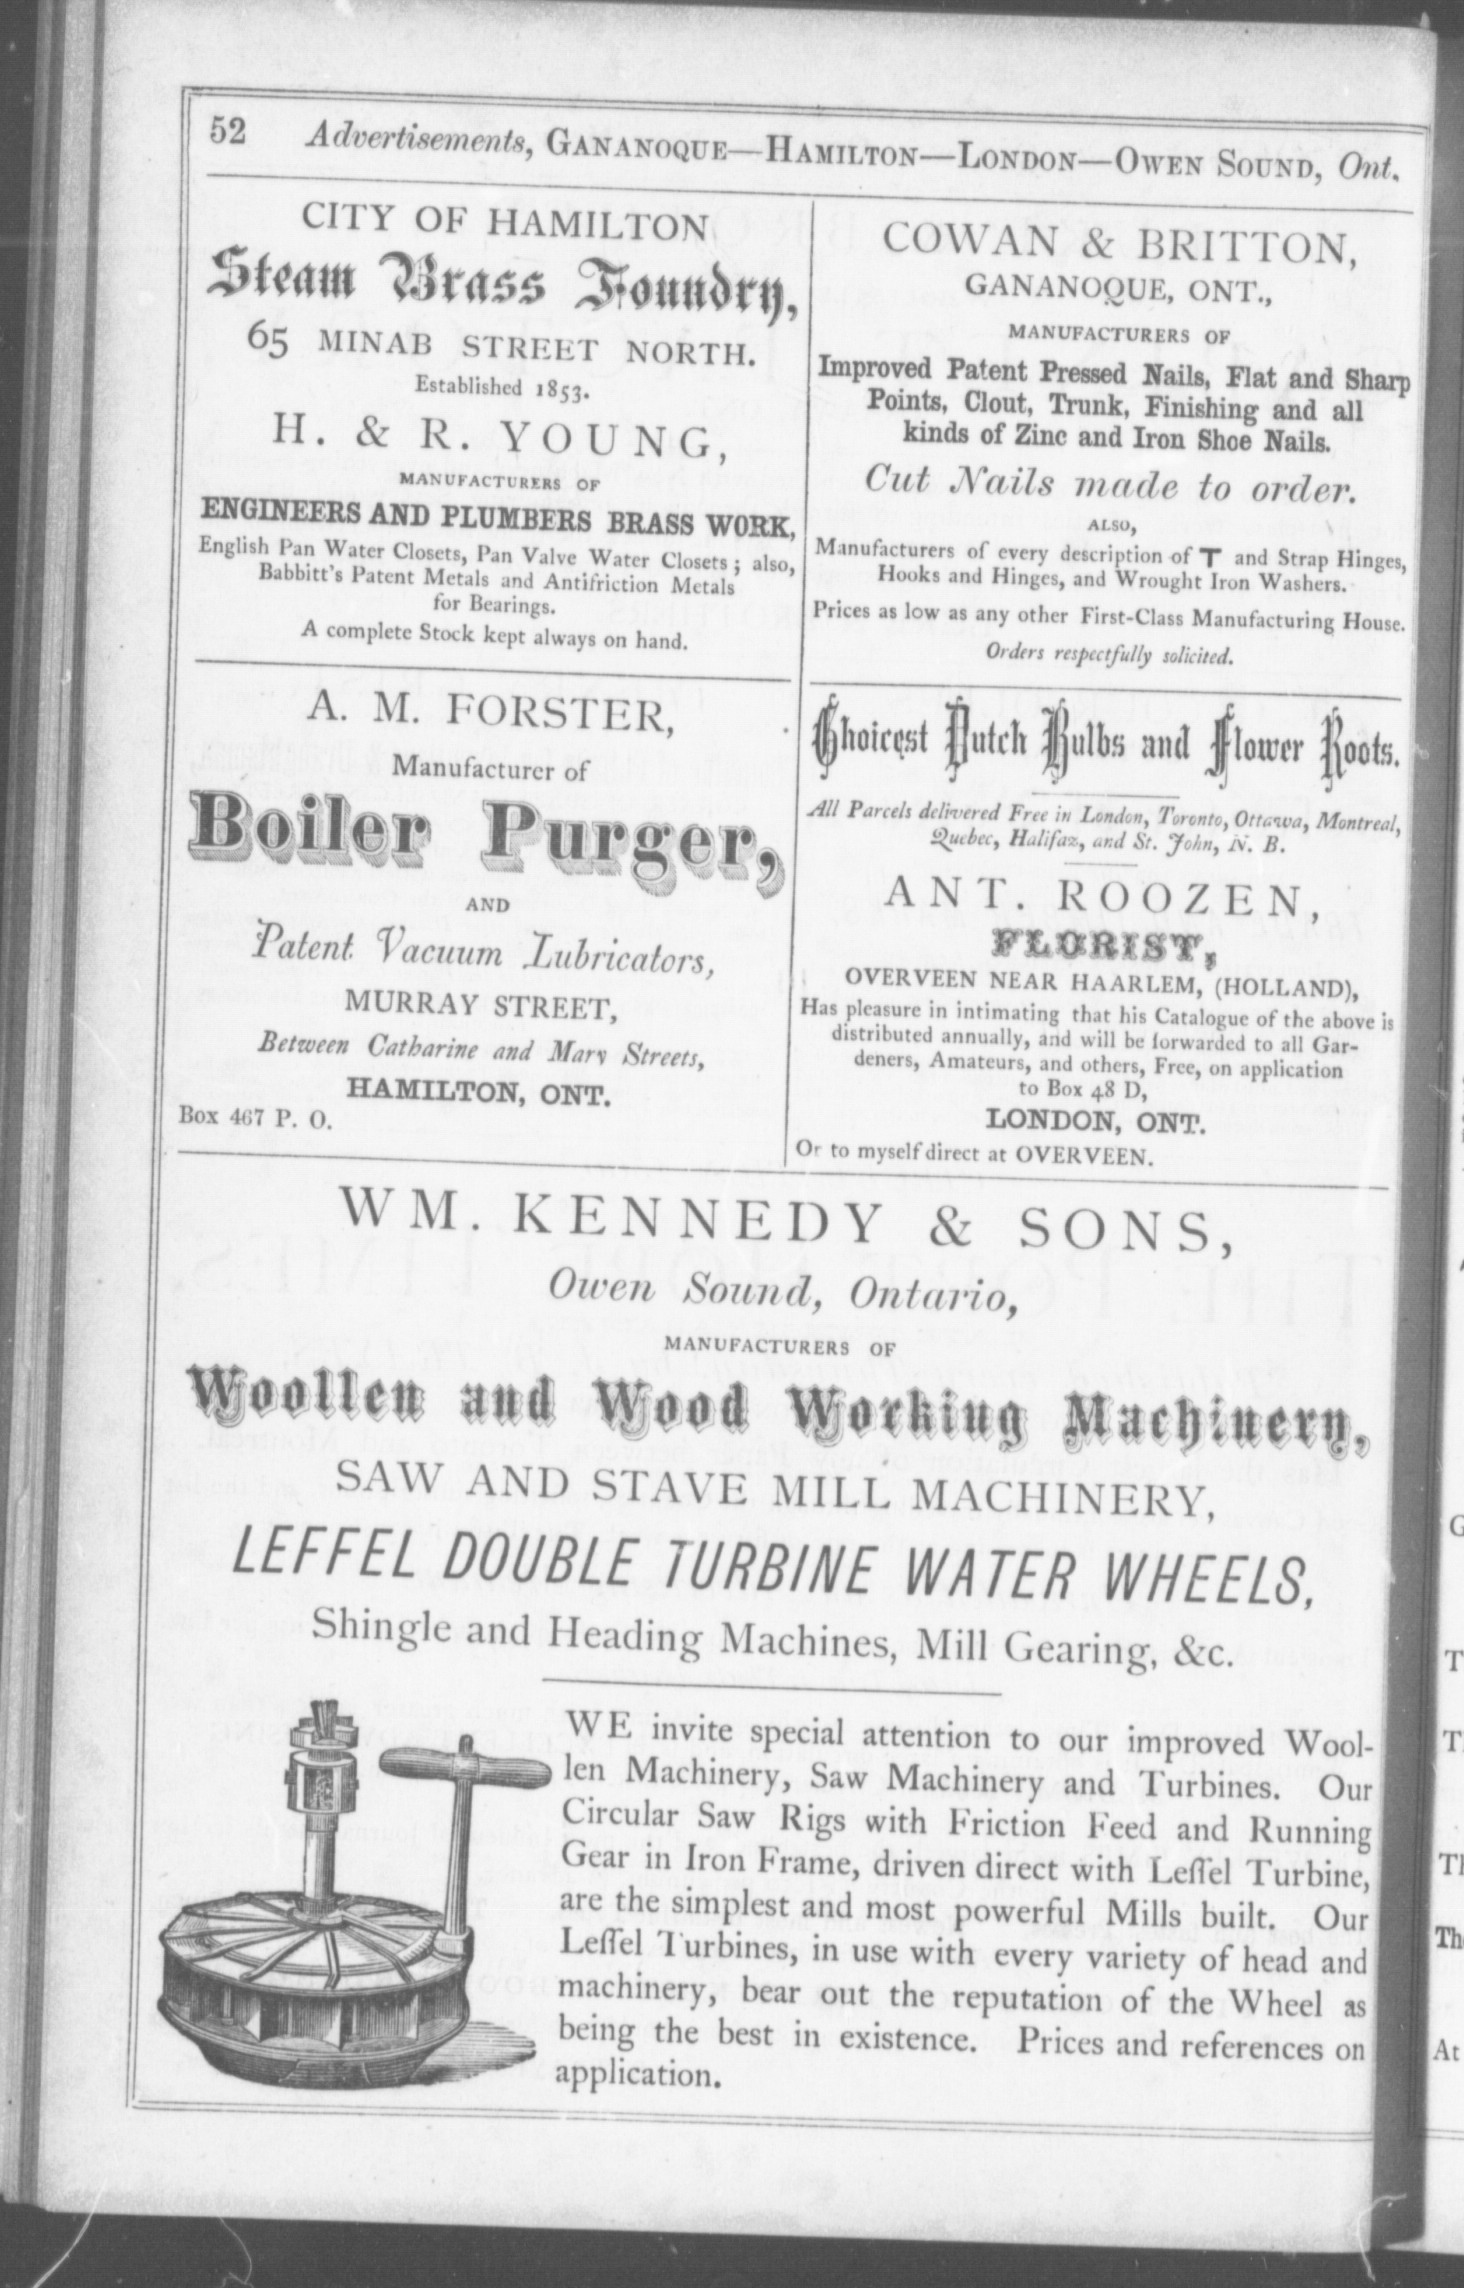 52 Advertisements, GANANOQUE—HAMILTON—LONDON—OWEN SOUND, Ont.
CITY OF HAMILTON
Steam Brass Foundry,
65 MINAB STREET NORTH.
Established 1853.
H. & R. YOUNG,
MANUFACTURERS OF
ENGINEERS AND PLUMBERS BRASS WORK,
English Pan Water Closets, Pan Valve Water Closets; also,
Babbitt's Patent Metals and Antifriction Metals
for Bearings.
A complete Stock kept always on hand.
A. M. FORSTER,
Manufacturer of
Boiler Purger,
AND
Patent Vacuum Lubricators,
MURRAY STREET,
Between Catharine and Mary Streets,
HAMILTON, ONT.
Box 467 P. O.
COWAN & BRITTON,
GANANOQUE, ONT.,
MANUFACTURERS OF
Improved Patent Pressed Nails, Flat and Sharp
Points, Clout, Trunk, Finishing and all
kinds of Zinc and Iron Shoe Nails.
Cut Nails made to order.
ALSO,
Manufacturers of every description of T and Strap Hinges,
Hooks and Hinges, and Wrought Iron Washers.
Prices as low as any other First-Class Manufacturing House.
Orders respectfully solicited.
Choicest Dutch Bulbs and Flower Roots.
All Parcels delivered Free in London, Toronto, Ottawa, Montreal,
Quebec, Halifax, and St. John, N. B.
ANT. ROOZEN,
FLORIST,
OVERVEEN NEAR HAARLEM, (HOLLAND),
Has pleasure in intimating that his Catalogue of the above is
distributed annually, and will be forwarded to all Gar-
deners, Amateurs, and others, Free, on application
to Box 48 D,
LONDON, ONT.
Or to myself direct at OVERVEEN.
WM. KENNEDY & SONS,
Owen Sound, Ontario,
MANUFACTURERS OF
Woollen and Wood Working Machinery,
SAW AND STAVE MILL MACHINERY,
LEFFEL DOUBLE TURBINE WATER WHEELS,
Shingle and Heading Machines, Mill Gearing, &c.
WE invite special attention to our improved Wool-
len Machinery, Saw Machinery and Turbines. Our
Circular Saw Rigs with Friction Feed and Running
Gear in Iron Frame, driven direct with Leffel Turbine,
are the simplest and most powerful Mills built. Our
Leffel Turbines, in use with every variety of head and
machinery, bear out the reputation of the Wheel as
being the best in existence. Prices and references on
application.